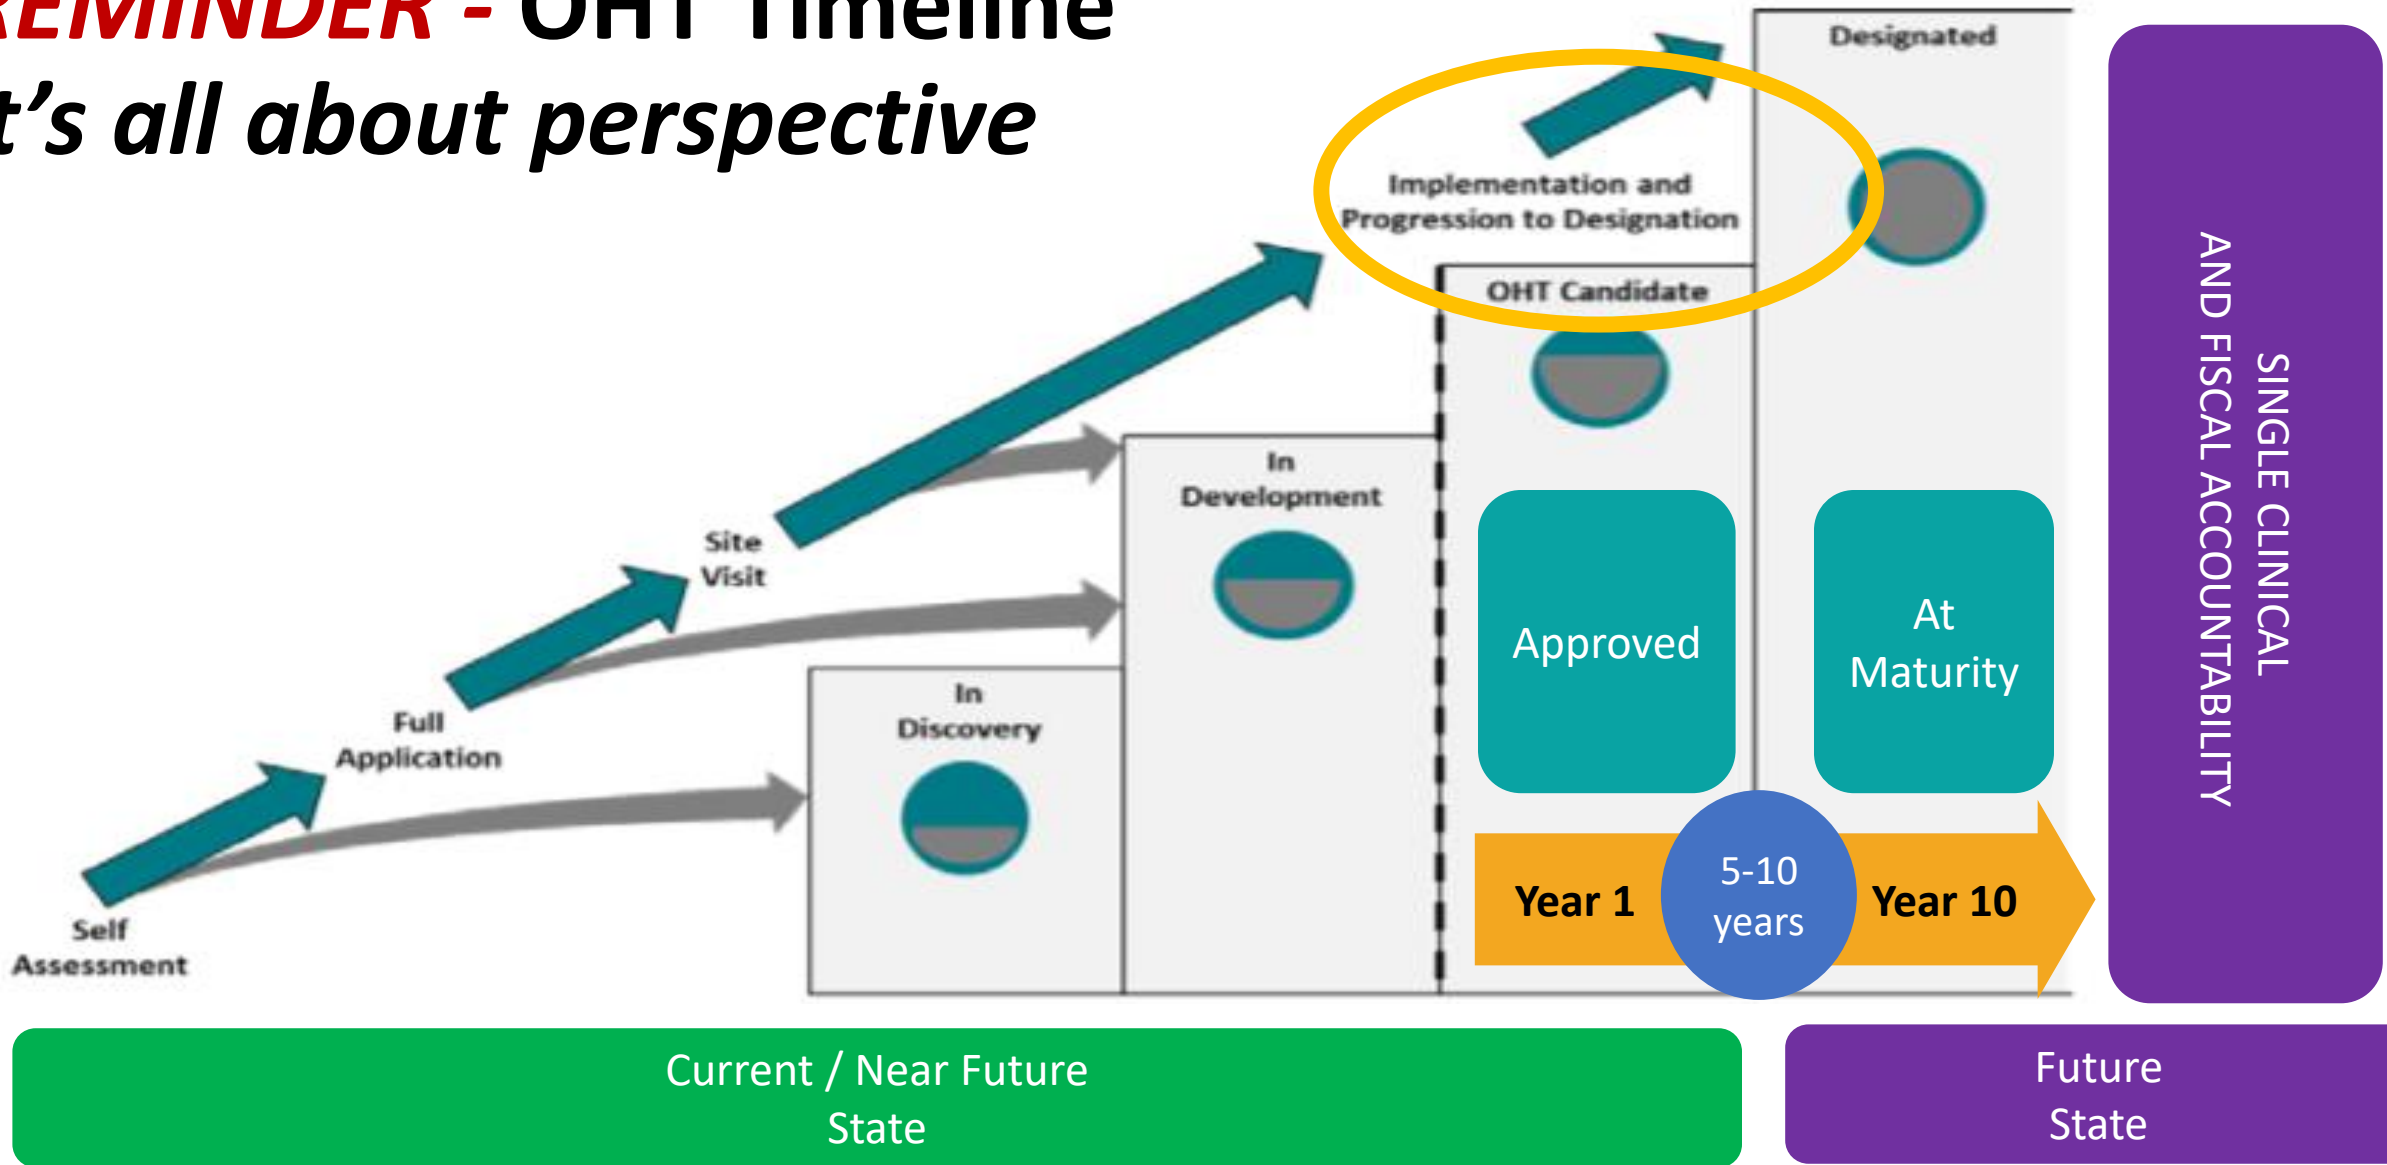 REMINDER - OHT Timeline
t’s all about perspective
Designated
Implementation and
Progression to Designation
OHT Candidate
In
Development
Site
Visit
In
Discovery
Full
Application
Self
Assessment
Approved
At
Maturity
Year 1
5-10
years
Year 10
SINGLE CLINICAL
AND FISCAL ACCOUNTABILITY
Current / Near Future
State
Future
State